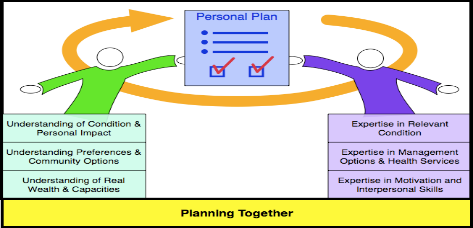 Personal Plan
Understanding of Condition &
Personal Impact
Understanding Preferences &
Community Options
Understanding of Real
Wealth & Capacities
Expertise in Relevant
Condition
Expertise in Management
Options & Health Services
Expertise in Motivation and
Interpersonal Skills
Planning Together